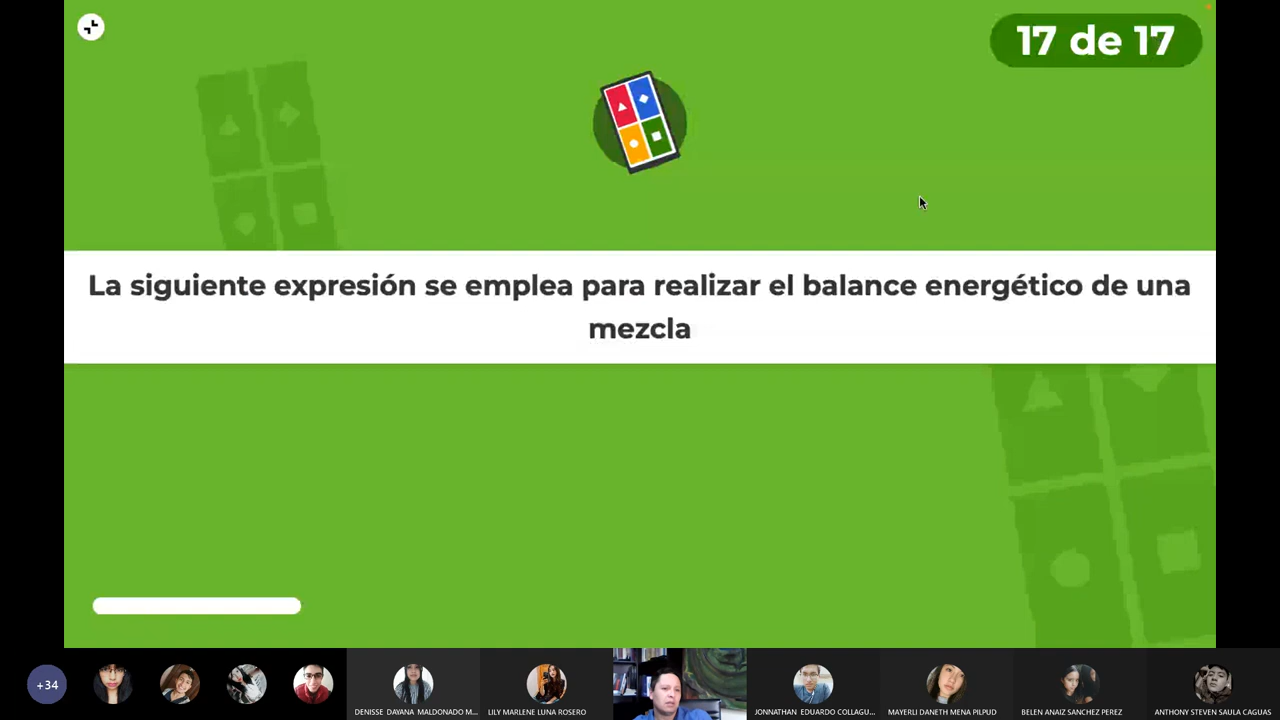 17 de 17
La siguiente expresión se emplea para realizar el balance energético de una
mezcla
+34
DENISSE DAYANA MALDONADO M...
LILY MARLENE LUNA ROSERO
JONNATHAN EDUARDO COLLAGU...
MAYERLI DANETH MENA PILPUD
BELEN ANAIZ SANCHEZ PEREZ
ANTHONY STEVEN SAULA CAGUAS